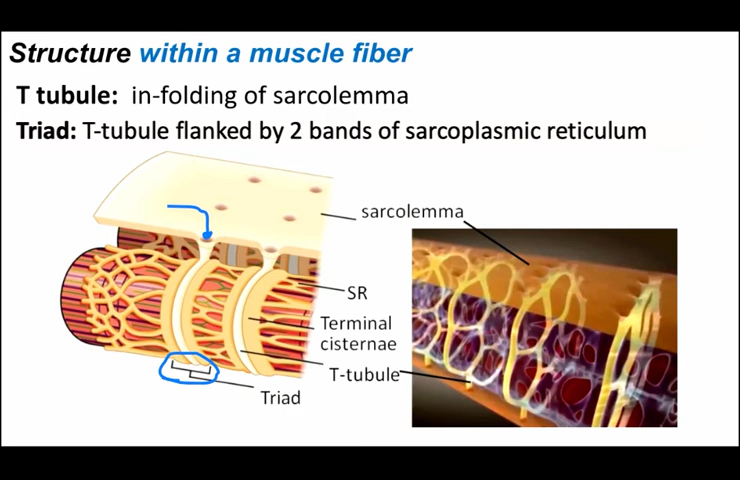 Structure within a muscle fiber
T tubule: in-folding of sarcolemma
Triad: T-tubule flanked by 2 bands of sarcoplasmic reticulum
sarcolemma
SR
Terminal
cisternae
T-tubule
Triad